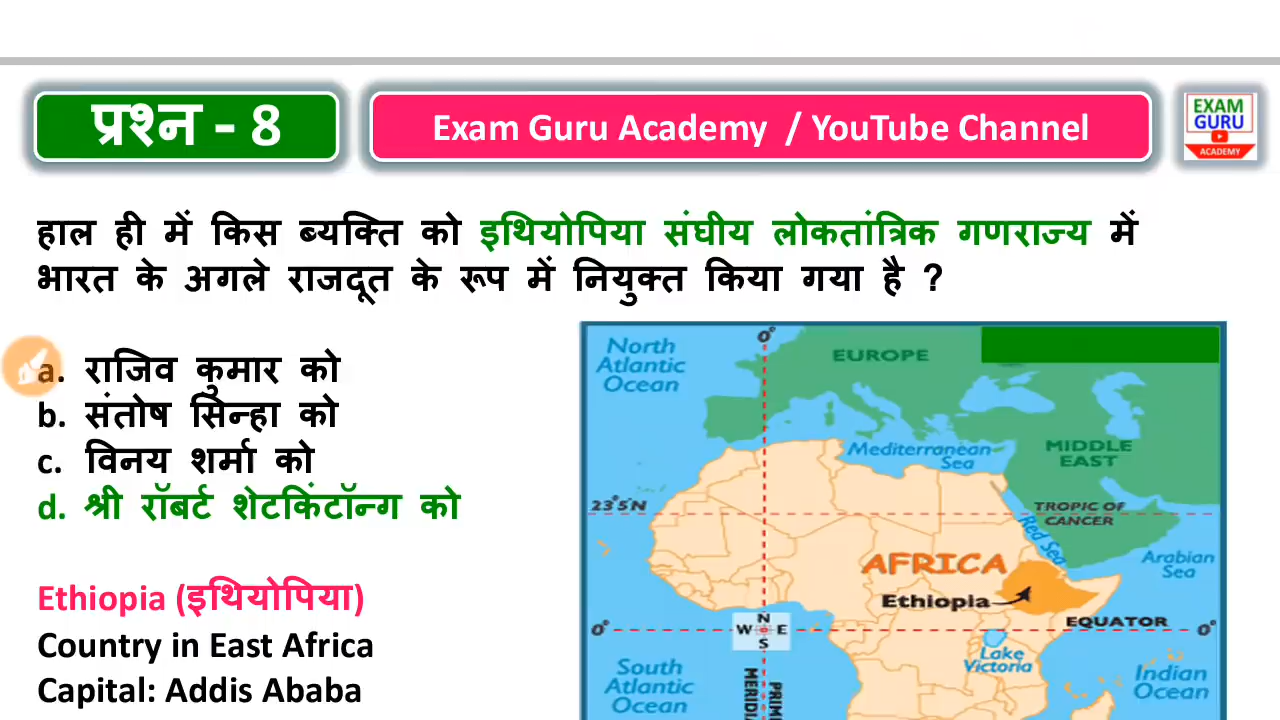 प्रश्न - 8
Exam Guru Academy / YouTube Channel
EXAM
GURU
ACADEMY
हाल ही में किस ब्यक्ति को इथियोपिया संघीय लोकतांत्रिक गणराज्य में
भारत के अगले राजदूत के रूप में नियुक्त किया गया है ?
a. राजिव कुमार को
b. संतोष सिन्हा को
c. विनय शर्मा को
d. श्री रॉबर्ट शेटकिंटॉन्ग को
Ethiopia (इथियोपिया)
Country in East Africa
Capital: Addis Ababa
0°
North
Atlantic
Ocean
EUROPE
Mediterranean
Sea
MIDDLE
EAST
23°5'N
TROPIC OF
CANCER
Red Sea
Arabian
Sea
AFRICA
Ethiopia
EQUATOR
0°
0°
N
W E
S
Lake
Victoria
South
Atlantic
Ocean
Indian
Ocean